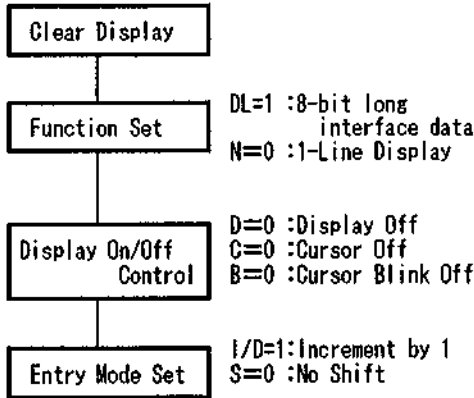 Clear Display
Function Set
DL=1 :8-bit long
interface data
N=0 :1-Line Display
Display On/Off
Control
D=0 :Display Off
C=0 :Cursor Off
B=0 :Cursor Blink Off
Entry Mode Set
I/D=1:Increment by 1
S=0 :No Shift